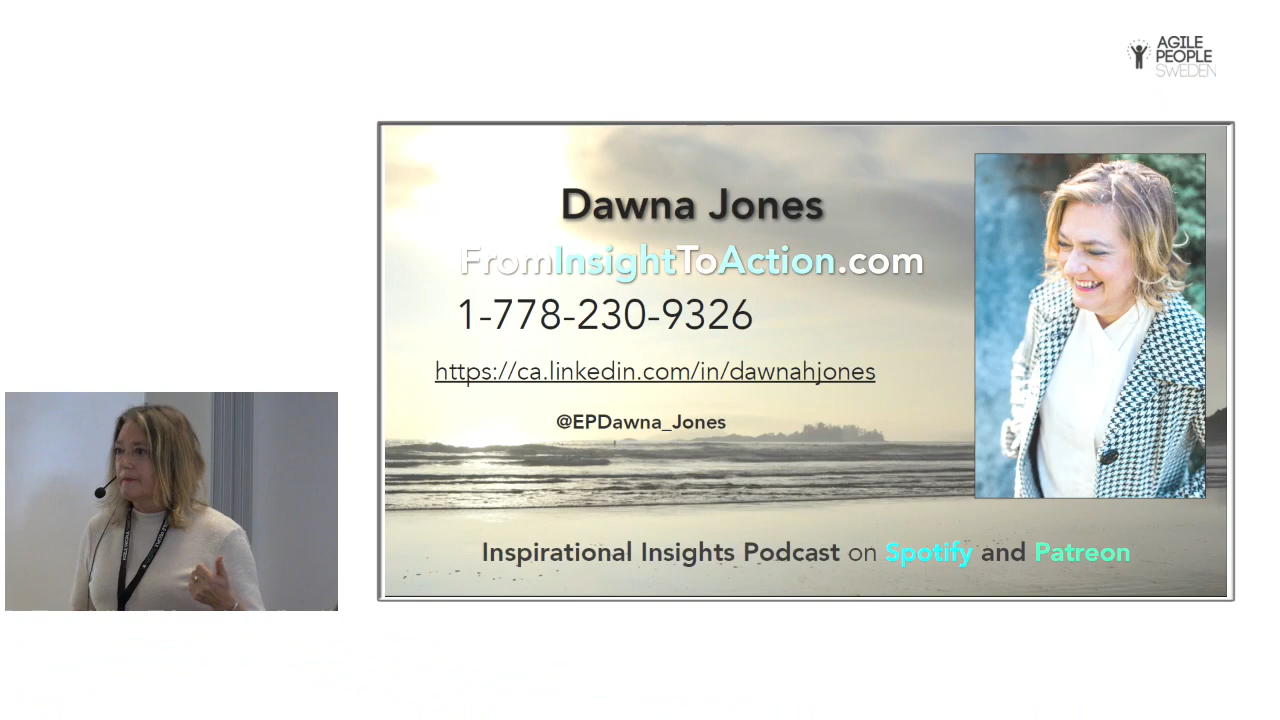 AGILE
PEOPLE
SWEDEN
Dawna Jones
FromInsightToAction.com
1-778-230-9326
https://ca.linkedin.com/in/dawnahjones
@EPDawna_Jones
Inspirational Insights Podcast on Spotify and Patreon